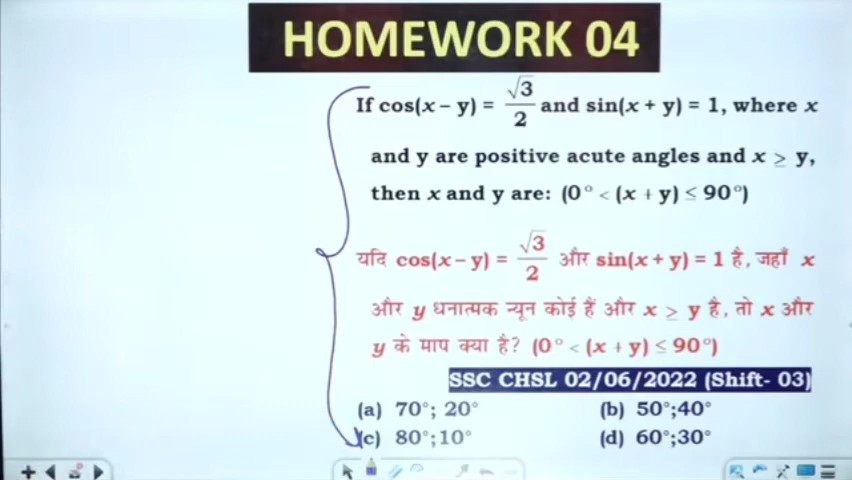 HOMEWORK 04
If cos(x – y) = √3/2 and sin(x + y) = 1, where x
and y are positive acute angles and x ≥ y,
then x and y are: (0° < (x + y) ≤ 90°)
यदि cos(x – y) = √3/2 और sin(x + y) = 1 है, जहाँ x
और y धनात्मक न्यून कोई हैं और x ≥ y है, तो x और
y के माप क्या है? (0° < (x + y) ≤ 90°)
SSC CHSL 02/06/2022 (Shift- 03)
(a) 70°; 20° (b) 50°;40°
(c) 80°;10° (d) 60°;30°